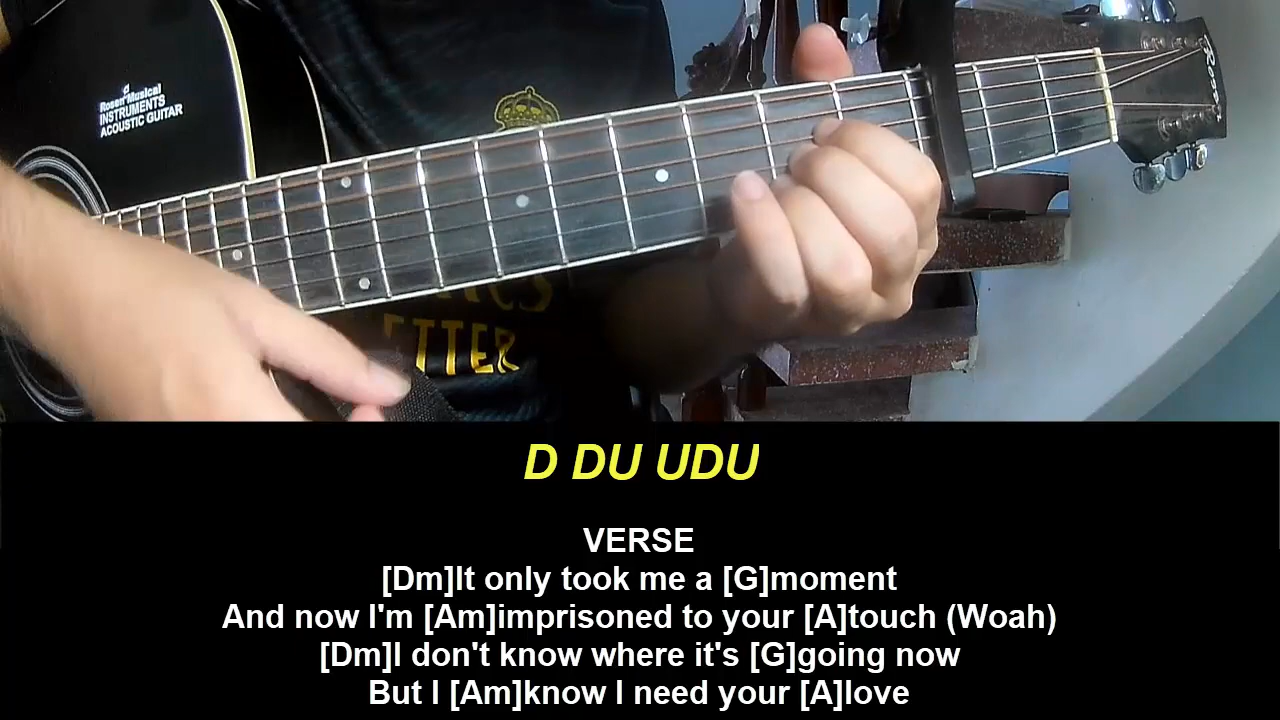 Rosen Musical
INSTRUMENTS
ACOUSTIC GUITAR
ETTER
D DU UDU
VERSE
[Dm]It only took me a [G]moment
And now I'm [Am]imprisoned to your [A]touch (Woah)
[Dm]I don't know where it's [G]going now
But I [Am]know I need your [A]love